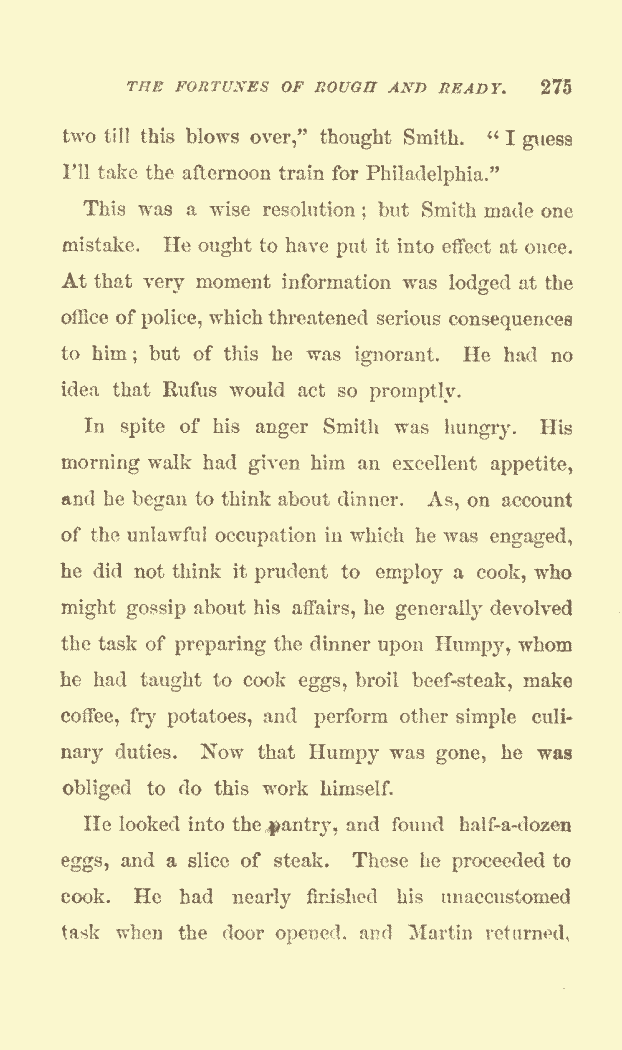 THE FORTUNES OF ROUGH AND READY. 275
two till this blows over,” thought Smith. “I guess
I’ll take the afternoon train for Philadelphia.”
This was a wise resolution; but Smith made one
mistake. He ought to have put it into effect at once.
At that very moment information was lodged at the
office of police, which threatened serious consequences
to him; but of this he was ignorant. He had no
idea that Rufus would act so promptly.
In spite of his anger Smith was hungry. His
morning walk had given him an excellent appetite,
and he began to think about dinner. As, on account
of the unlawful occupation in which he was engaged,
he did not think it prudent to employ a cook, who
might gossip about his affairs, he generally devolved
the task of preparing the dinner upon Humpy, whom
he had taught to cook eggs, broil beef-steak, make
coffee, fry potatoes, and perform other simple culi-
nary duties. Now that Humpy was gone, he was
obliged to do this work himself.
He looked into the pantry, and found half-a-dozen
eggs, and a slice of steak. These he proceeded to
cook. He had nearly finished his unaccustomed
task when the door opened, and Martin returned,